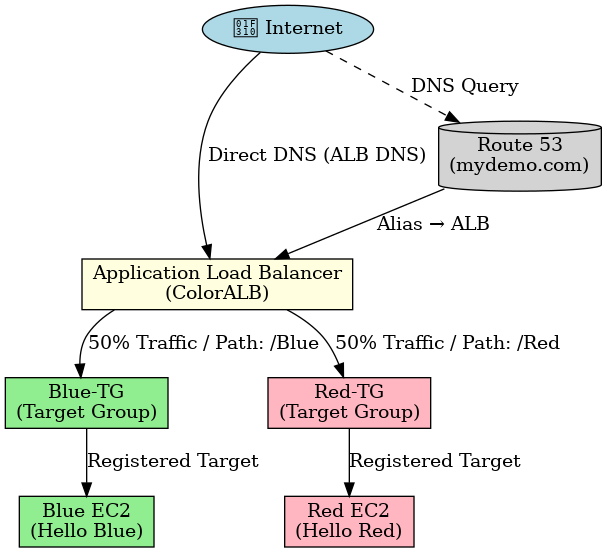 🌐 Internet
DNS Query
Route 53
(mydemo.com)
Direct DNS (ALB DNS)
Alias → ALB
Application Load Balancer
(ColorALB)
50% Traffic / Path: /Blue
50% Traffic / Path: /Red
Blue-TG
(Target Group)
Red-TG
(Target Group)
Registered Target
Registered Target
Blue EC2
(Hello Blue)
Red EC2
(Hello Red)